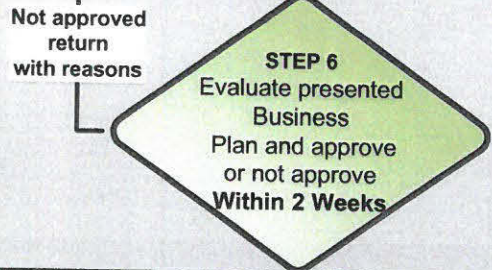 Not approved
return
with reasons
STEP 6
Evaluate presented
Business
Plan and approve
or not approve
Within 2 Weeks